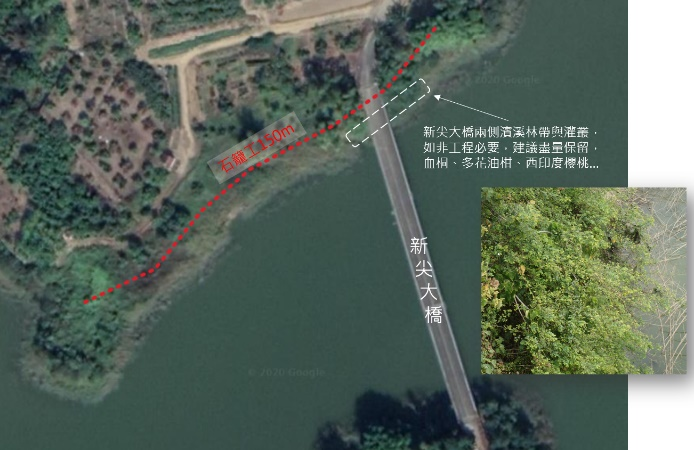 © 2020 Google
新尖大橋兩側濱溪林帶與灌叢，
如非工程必要，建議盡量保留，
血桐、多花油柑、西印度櫻桃...
石籠工150m
新尖大橋
© 2020 Google